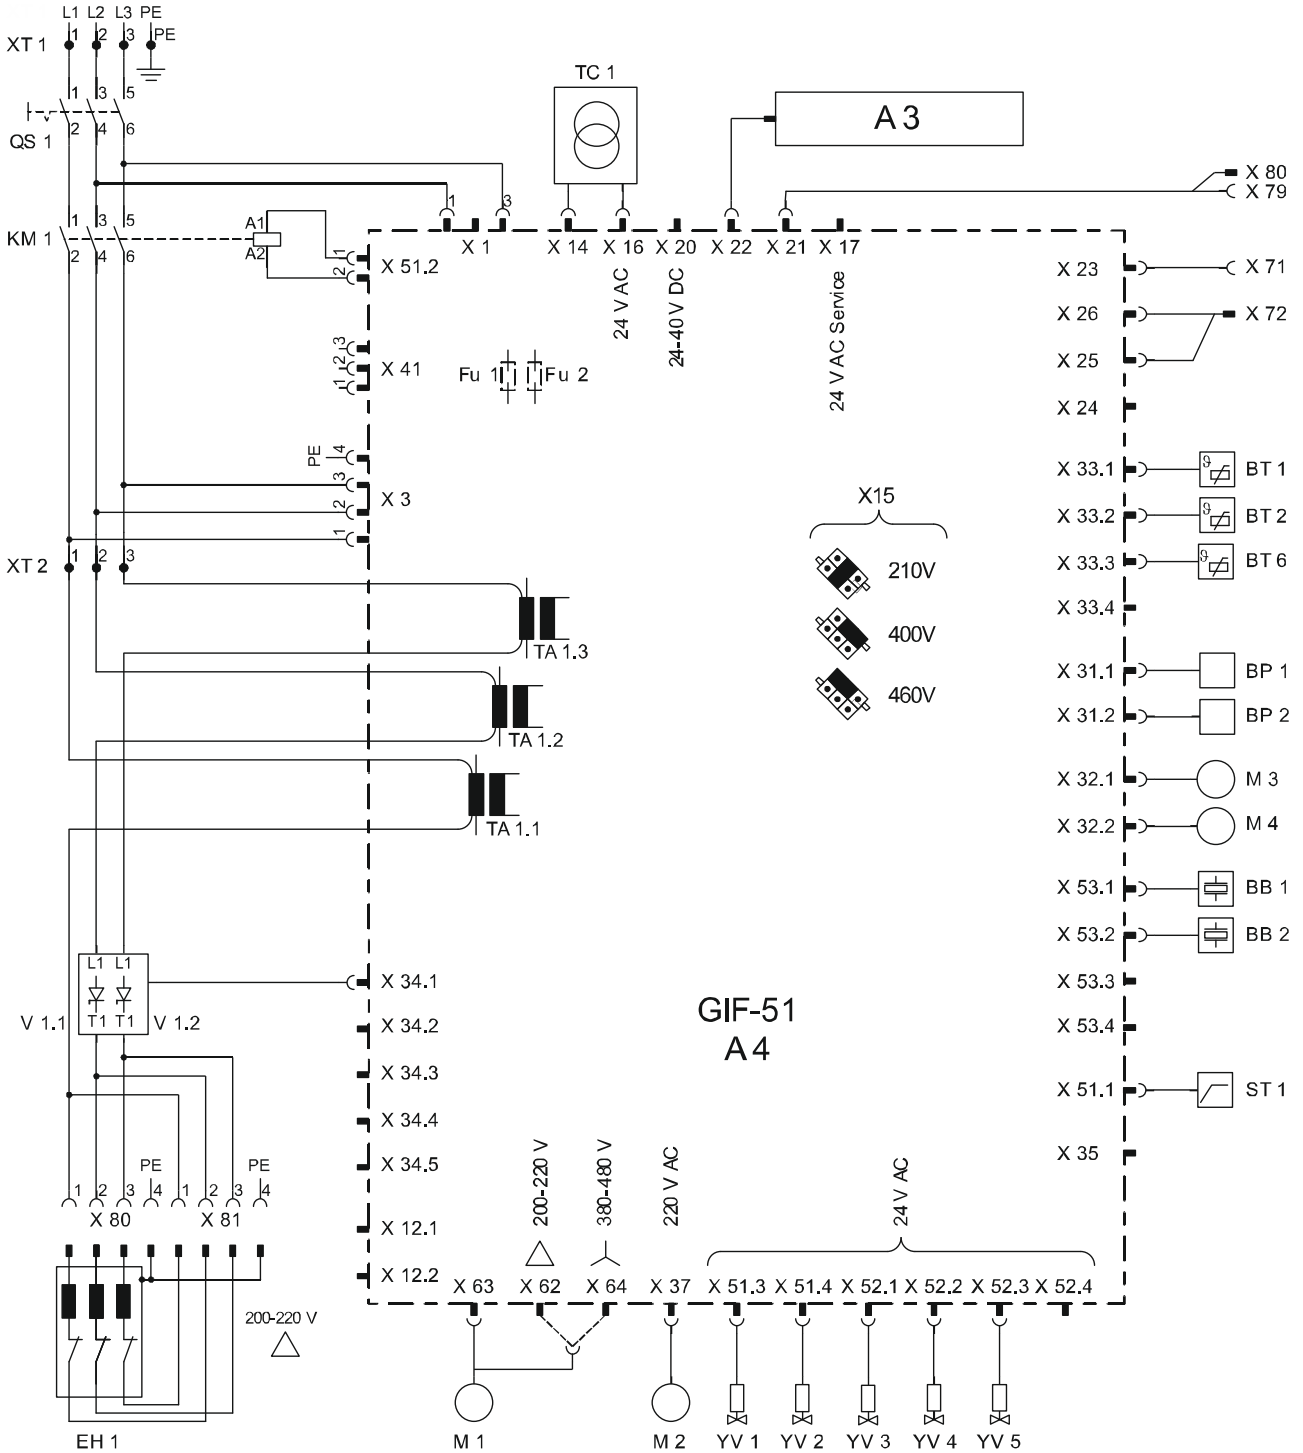 L1 L2 L3 PE
XT 1 1 2 3 PE
TC 1
A 3
1 3 5
QS 1 2 4 6
X 80
X 79
1 3
1 3 5 A1
KM 1 2 4 6 A2
X 1 X 14 X 16 X 20 X 22 X 21 X 17
24 V AC
24-40 V DC
24 V AC Service
1
2
X 51.2
X 23 X 71
X 26 X 72
X 25
X 24
3
2
1
X 41
Fu 1 Fu 2
PE 4
3
2
1
X 3
X 33.1 BT 1
X 33.2 BT 2
X 33.3 BT 6
X 33.4
ϑ
ϑ
ϑ
X15
210V
400V
460V
XT 2 1 2 3
TA 1.3
TA 1.2
TA 1.1
X 31.1 BP 1
X 31.2 BP 2
X 32.1 M 3
X 32.2 M 4
X 53.1 BB 1
X 53.2 BB 2
X 53.3
X 53.4
X 51.1 ST 1
X 35
L1 L1
T1 T1
V 1.1 V 1.2
X 34.1
X 34.2
X 34.3
X 34.4
X 34.5
X 12.1
X 12.2
GIF-51
A 4
PE PE
1 2 3 4 1 2 3 4
X 80 X 81
200-220 V
380-480 V
220 V AC
24 V AC
X 63 X 62 X 64 X 37 X 51.3 X 51.4 X 52.1 X 52.2 X 52.3 X 52.4
200-220 V
EH 1 M 1 M 2 YV 1 YV 2 YV 3 YV 4 YV 5